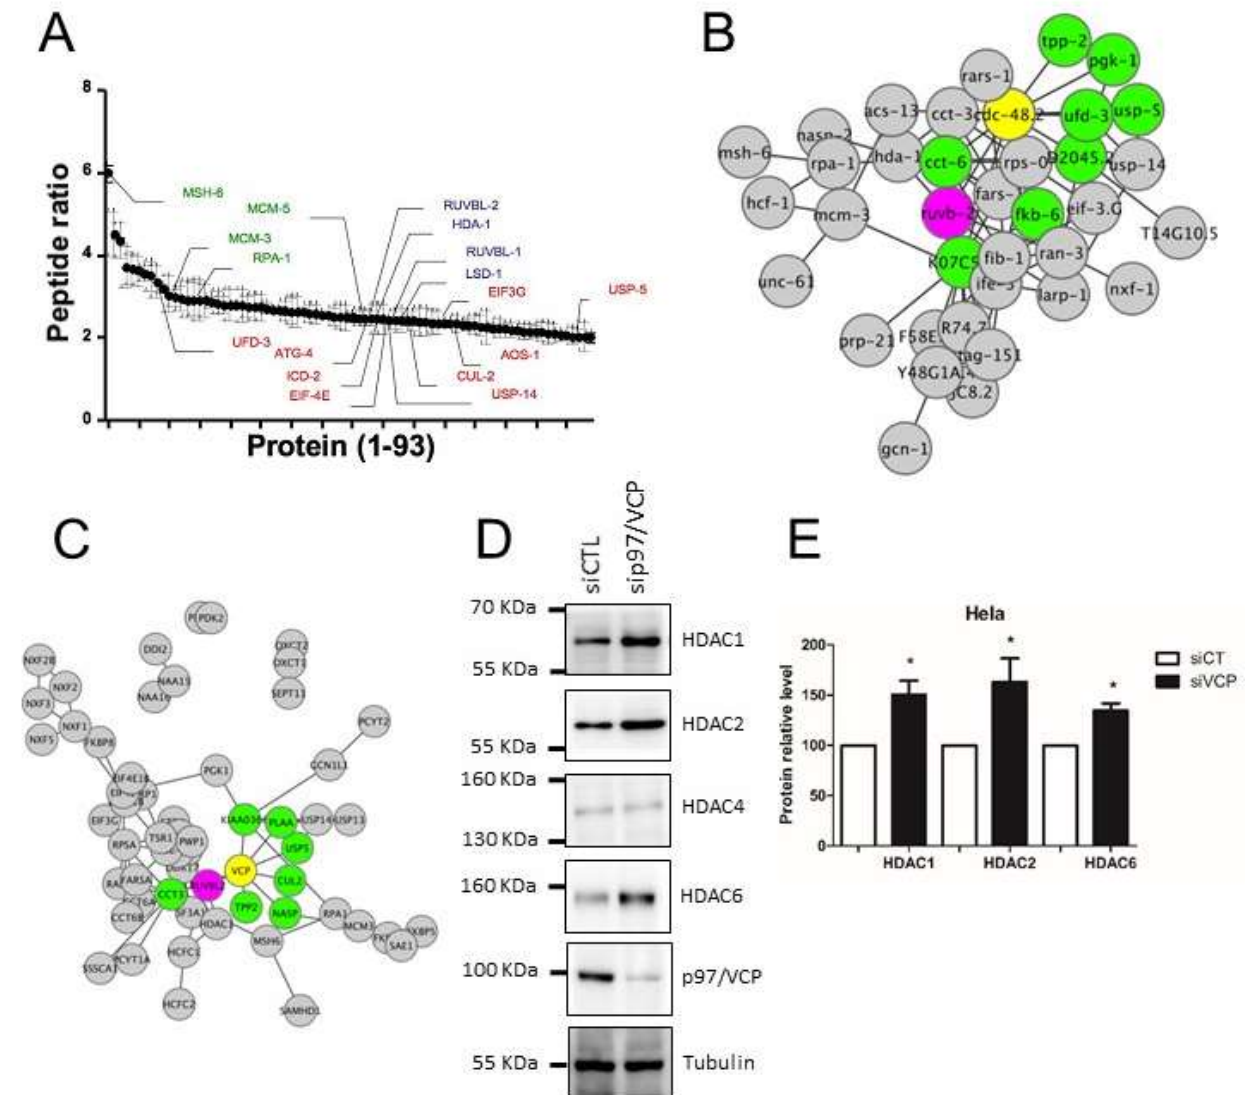 A
8
6
4
2
0
Peptide ratio
MSH-6
MCM-5
MCM-3
RPA-1
RUVBL-2
HDA-1
RUVBL-1
LSD-1
EIF3G
USP-5
UFD-3
ATG-4
ICD-2
EIF-4E
AOS-1
CUL-2
USP-14
Protein (1-93)
B
tpp-2
pgk-1
rars-1
acs-13
cct-3
cdc-48.2
ufd-3
usp-5
nasp-2
msh-6
rpa-1
hda-1
cct-6
rps-0
usp-14
hcf-1
mcm-3
ruvb-2
fkb-6
eif-3.G
T14G10.5
unc-61
fib-1
ran-3
larp-1
nxf-1
prp-21
R74.7
tag-151
gcn-1
C
PDK2
DDI2
OXCT2
OXCT1
NXF2B
NXF2
NAA15
NAA16
SEPT11
NXF3
NXF1
NXF5
FKBP8
PCYT2
PGK1
GCN1L1
EIF3G
PLAA
USP14
USP13
TSR1
PWP1
RPSA
USP5
VCP
FARSA
CCT3
RUVBL2
CUL2
CCT6A
CCT6B
SF3A1
TPP2
NASP
RPA1
HDAC1
MCM3
MSH6
SAE1
HCFC1
PCYT1A
HCFC2
SAMHD1
D
siCTL
sip97/VCP
70 KDa
HDAC1
55 KDa
HDAC2
55 KDa
160 KDa
HDAC4
130 KDa
160 KDa
HDAC6
100 KDa
p97/VCP
55 KDa
Tubulin
E
Hela
200
150
100
50
0
Protein relative level
*
*
*
siCT
siVCP
HDAC1
HDAC2
HDAC6